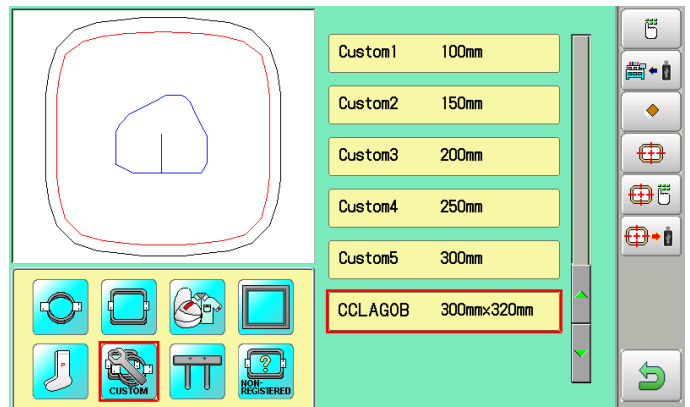 Custom1 100mm
Custom2 150mm
Custom3 200mm
Custom4 250mm
Custom5 300mm
CCLAGOB 300mm×320mm
CUSTOM
?
NON-
REGISTERED